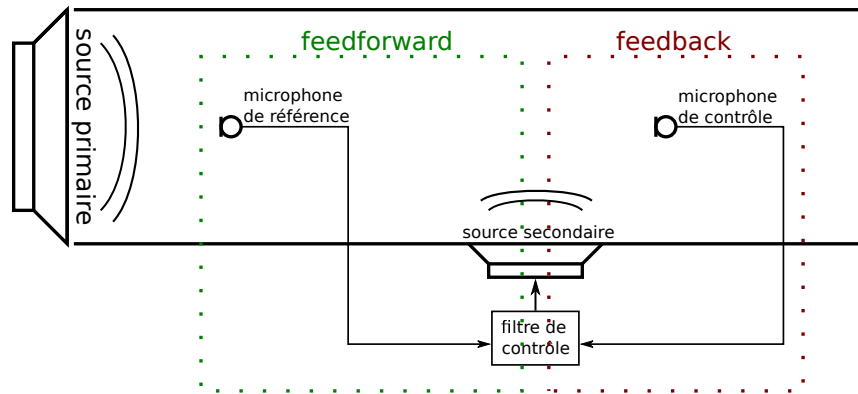 source primaire
feedforward
feedback
microphone
de référence
microphone
de contrôle
source secondaire
filtre de
contrôle